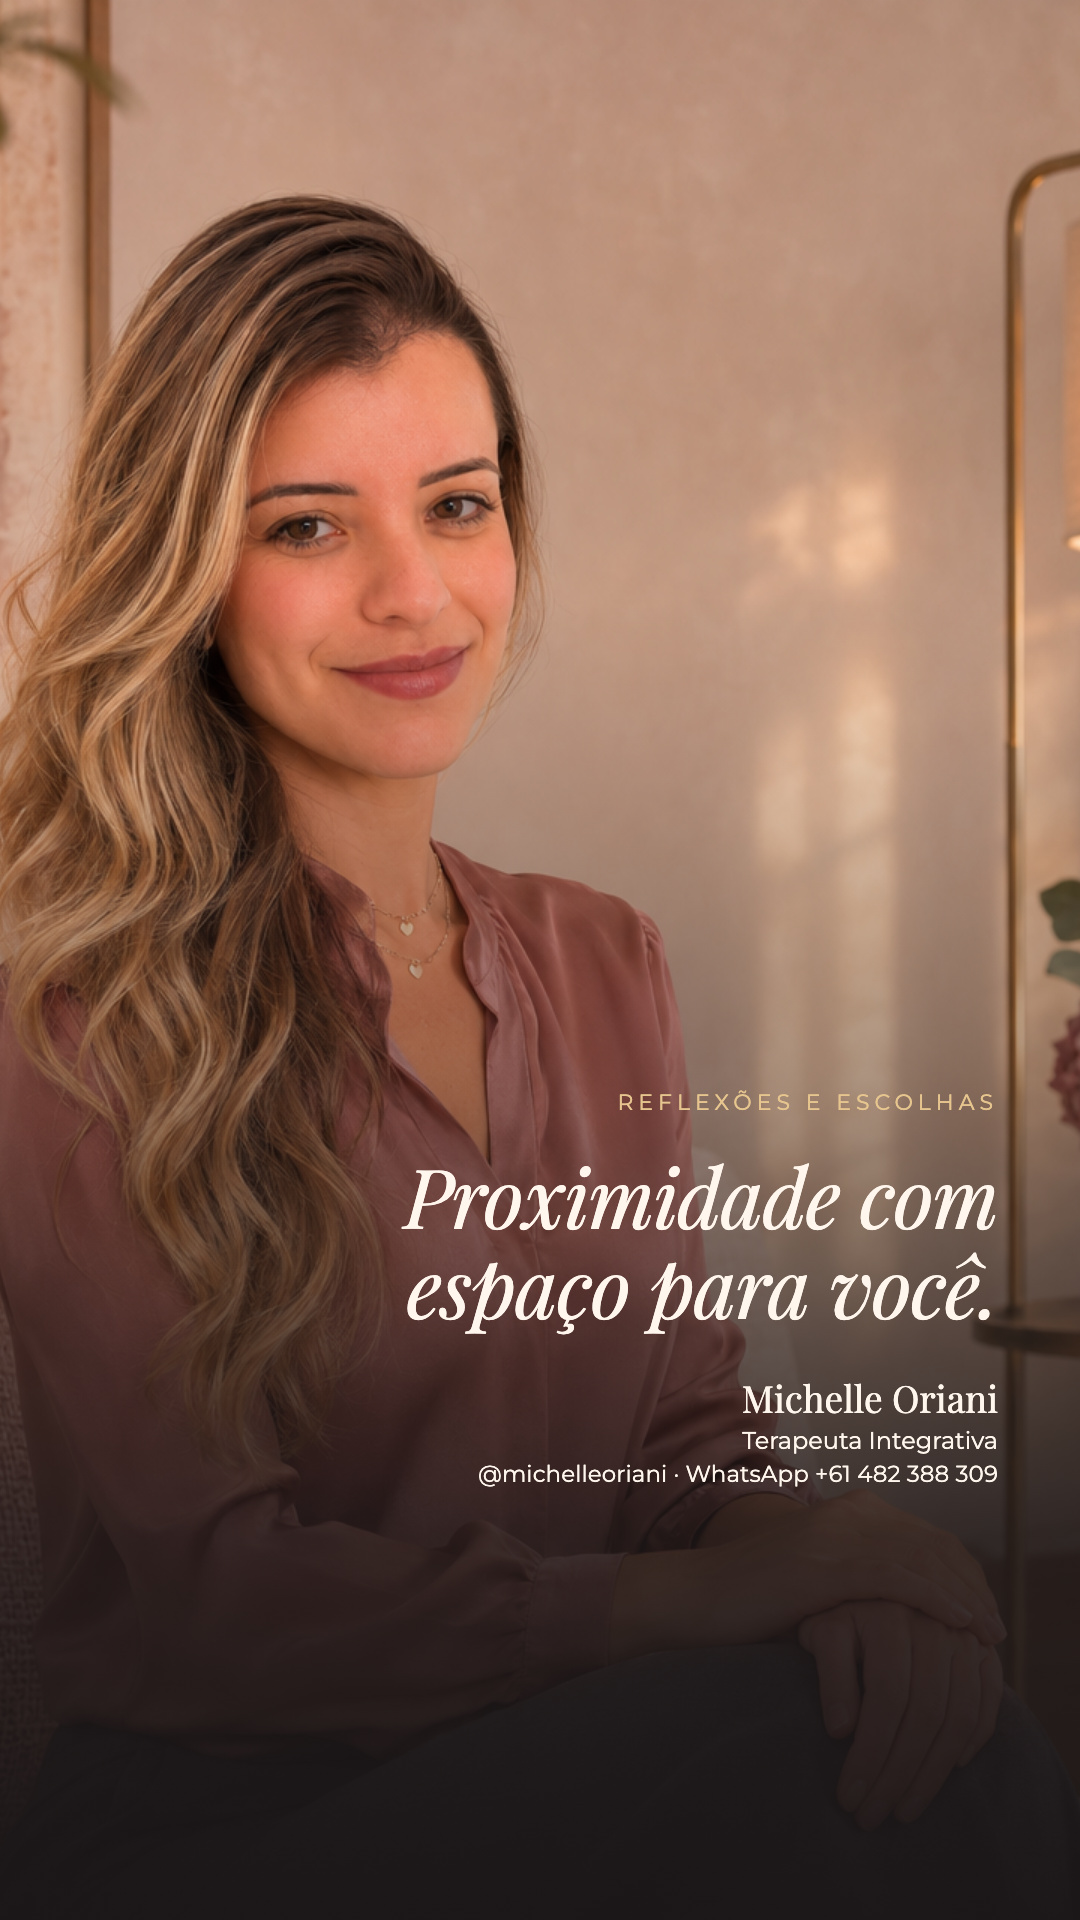 REFLEXÕES E ESCOLHAS
Proximidade com
espaço para você.
Michelle Oriani
Terapeuta Integrativa
@michelleoriani · WhatsApp +61 482 388 309